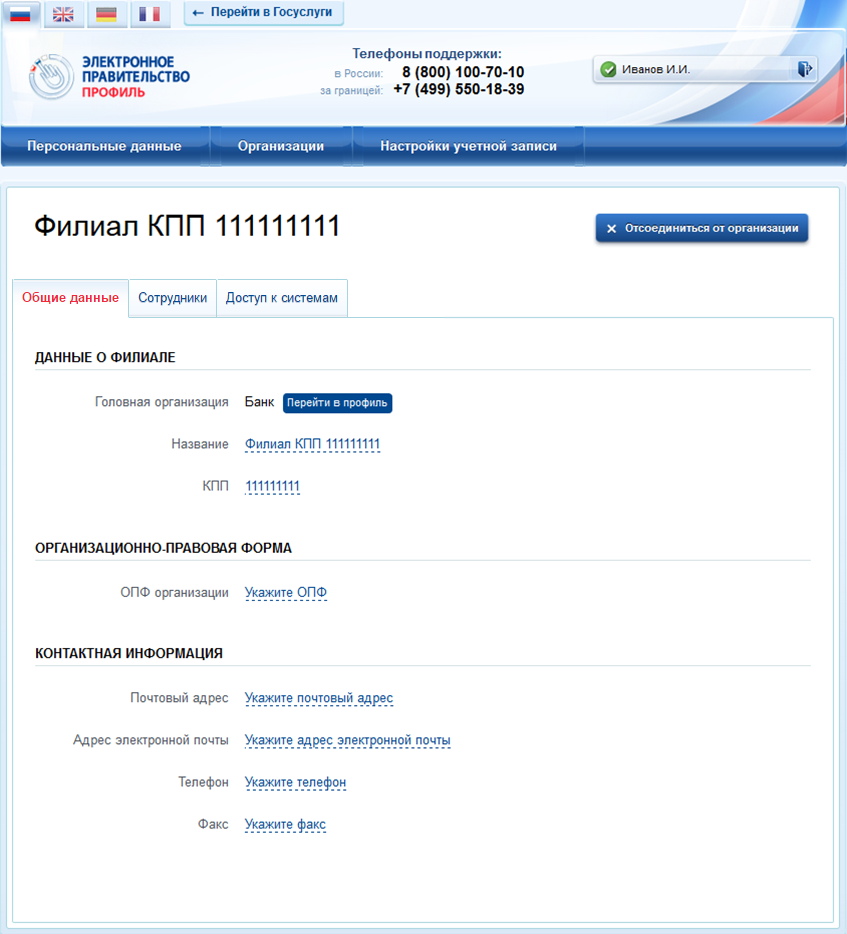 ← Перейти в Госуслуги
ЭЛЕКТРОННОЕ
ПРАВИТЕЛЬСТВО
ПРОФИЛЬ
Телефоны поддержки:
в России: 8 (800) 100-70-10
за границей: +7 (499) 550-18-39
Иванов И.И.
Персональные данные Организации Настройки учетной записи
Филиал КПП 111111111
Отсоединиться от организации
Общие данные Сотрудники Доступ к системам
ДАННЫЕ О ФИЛИАЛЕ
Головная организация Банк Перейти в профиль
Название Филиал КПП 111111111
КПП 111111111
ОРГАНИЗАЦИОННО-ПРАВОВАЯ ФОРМА
ОПФ организации Укажите ОПФ
КОНТАКТНАЯ ИНФОРМАЦИЯ
Почтовый адрес Укажите почтовый адрес
Адрес электронной почты Укажите адрес электронной почты
Телефон Укажите телефон
Факс Укажите факс